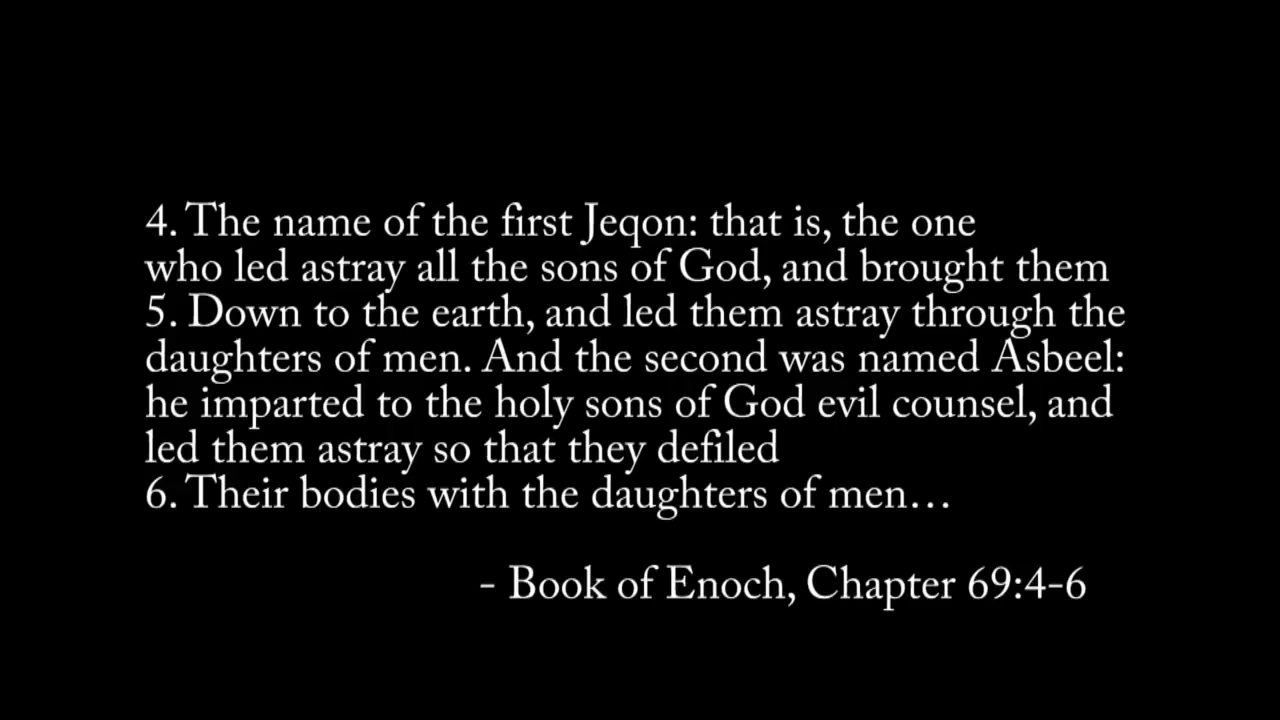 4. The name of the first Jeqon: that is, the one
who led astray all the sons of God, and brought them
5. Down to the earth, and led them astray through the
daughters of men. And the second was named Asbeel:
he imparted to the holy sons of God evil counsel, and
led them astray so that they defiled
6. Their bodies with the daughters of men…
- Book of Enoch, Chapter 69:4-6